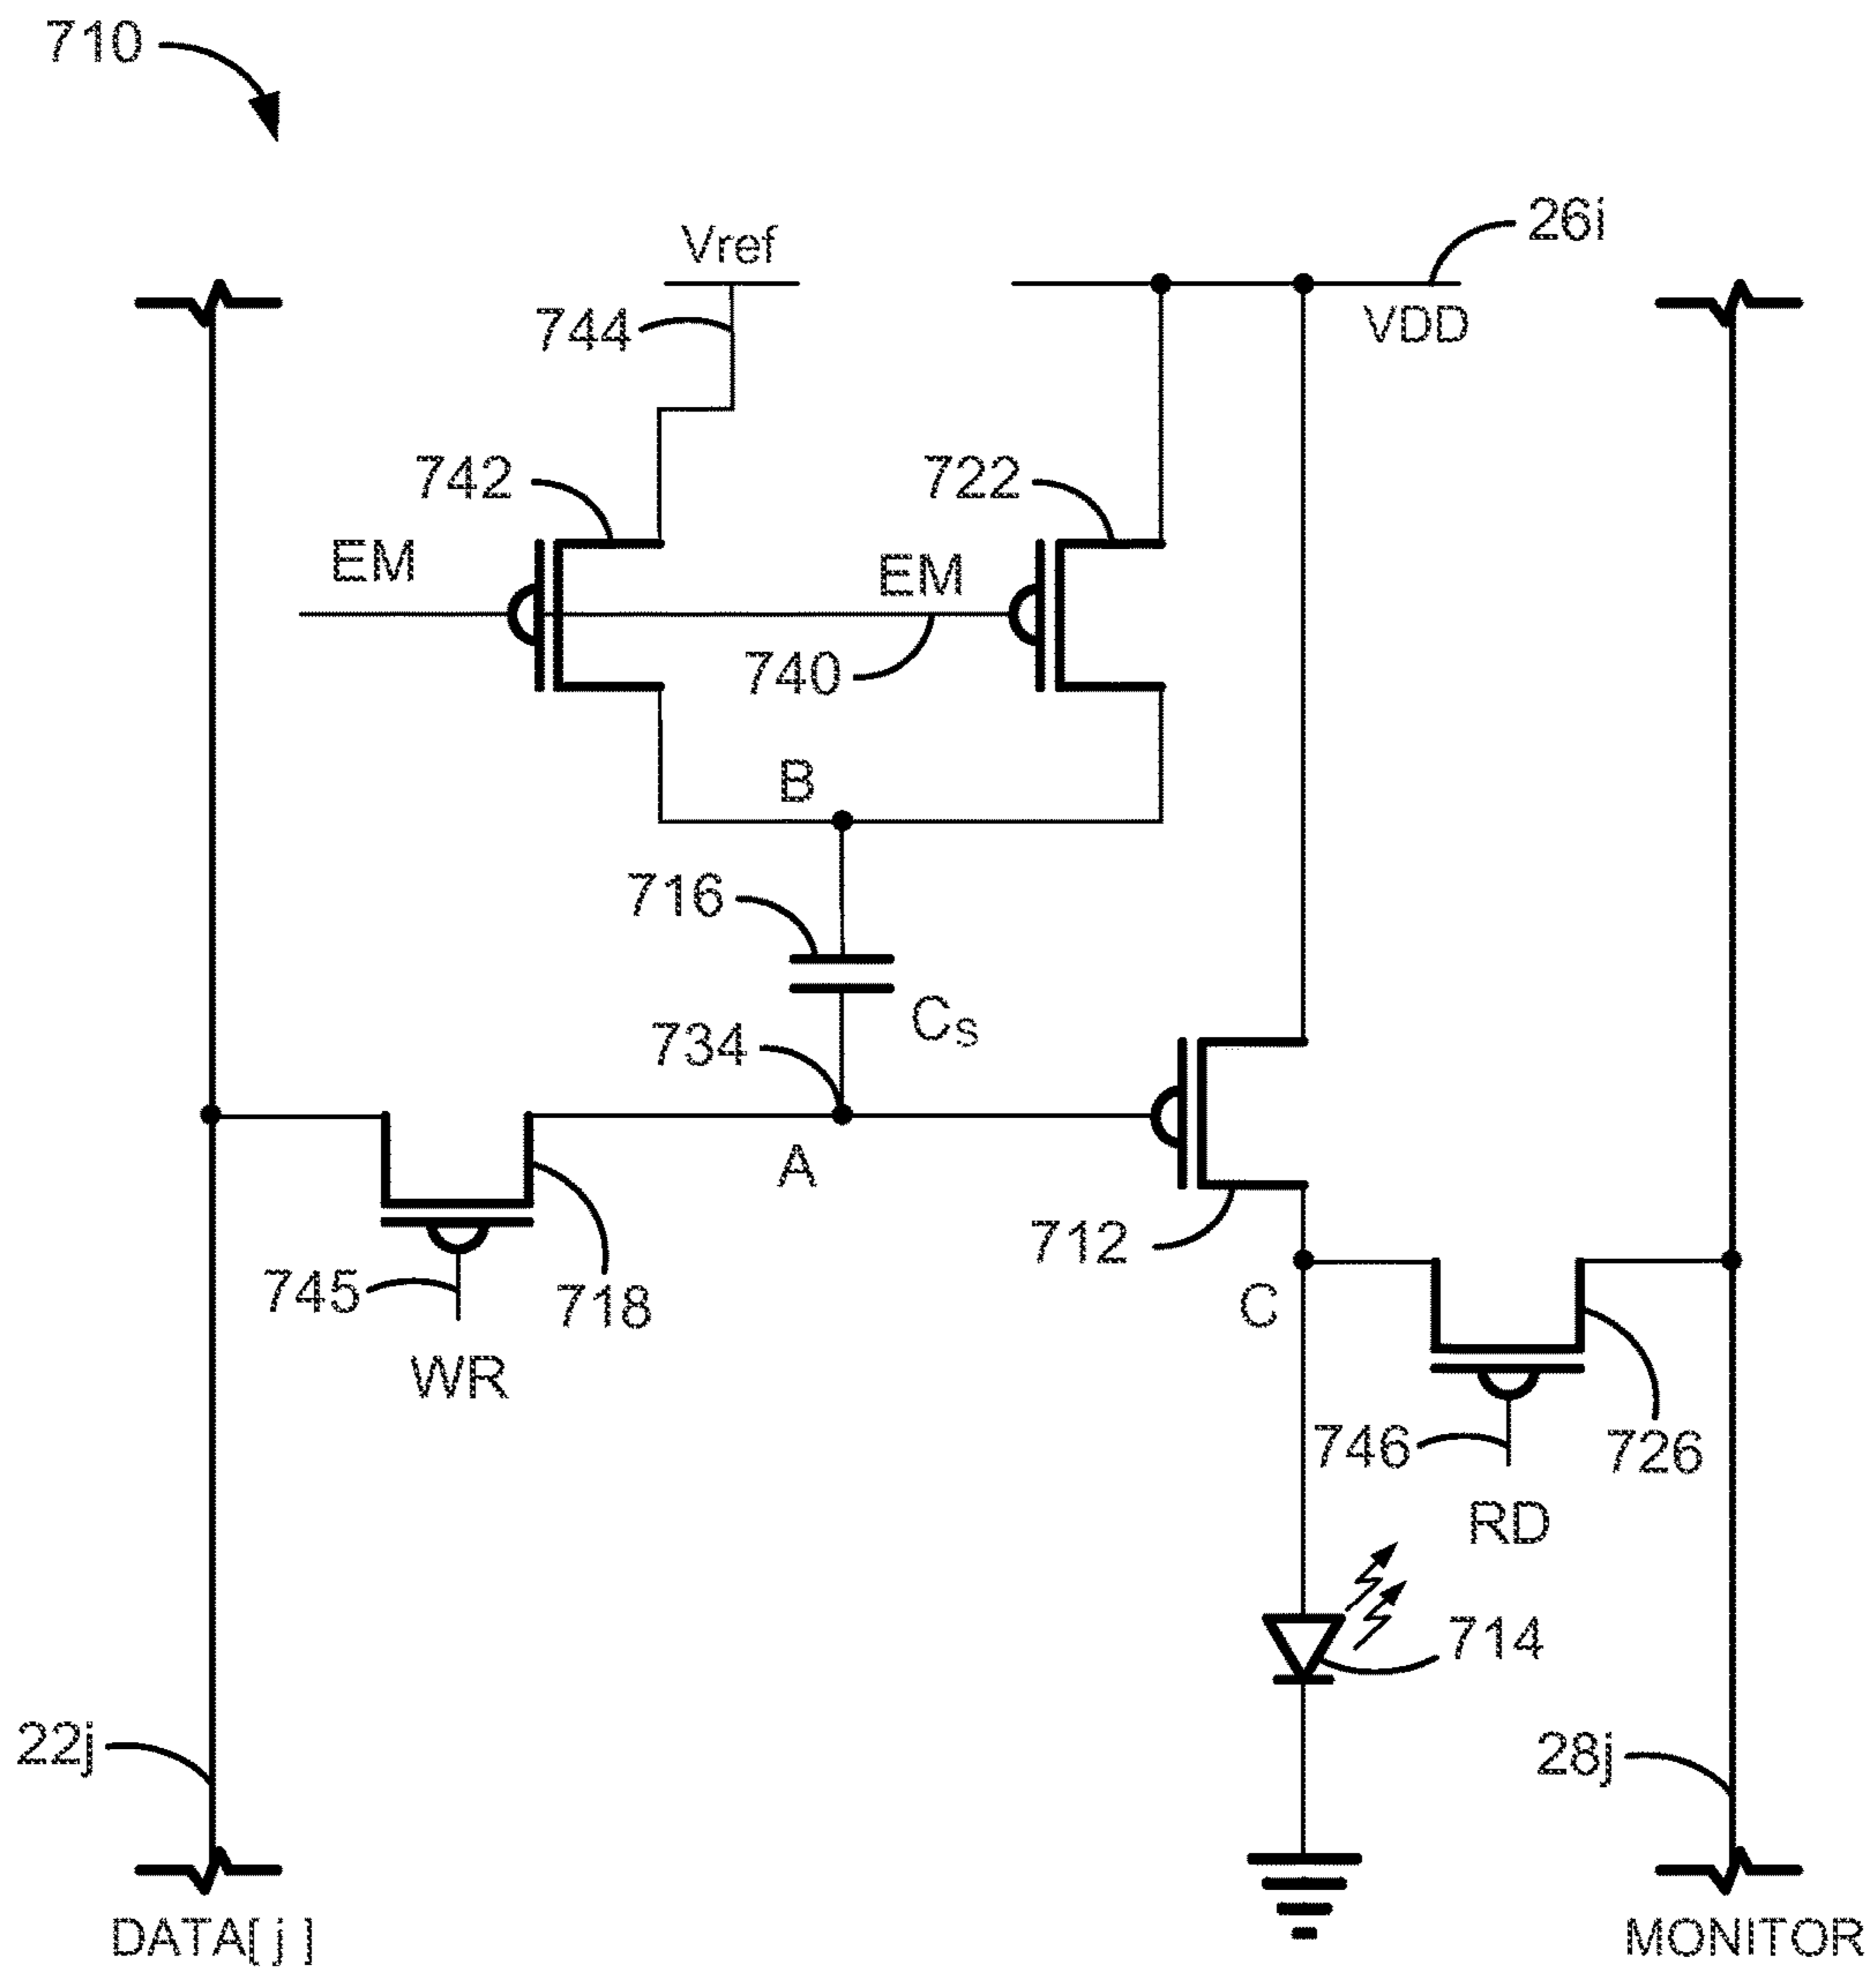 710
26i
Vref
744
VDD
742
722
EM
EM
740
B
716
Cs
734
A
712
745
718
C
WR
746
726
RD
714
22j
28j
DATA[ j ]
MONITOR